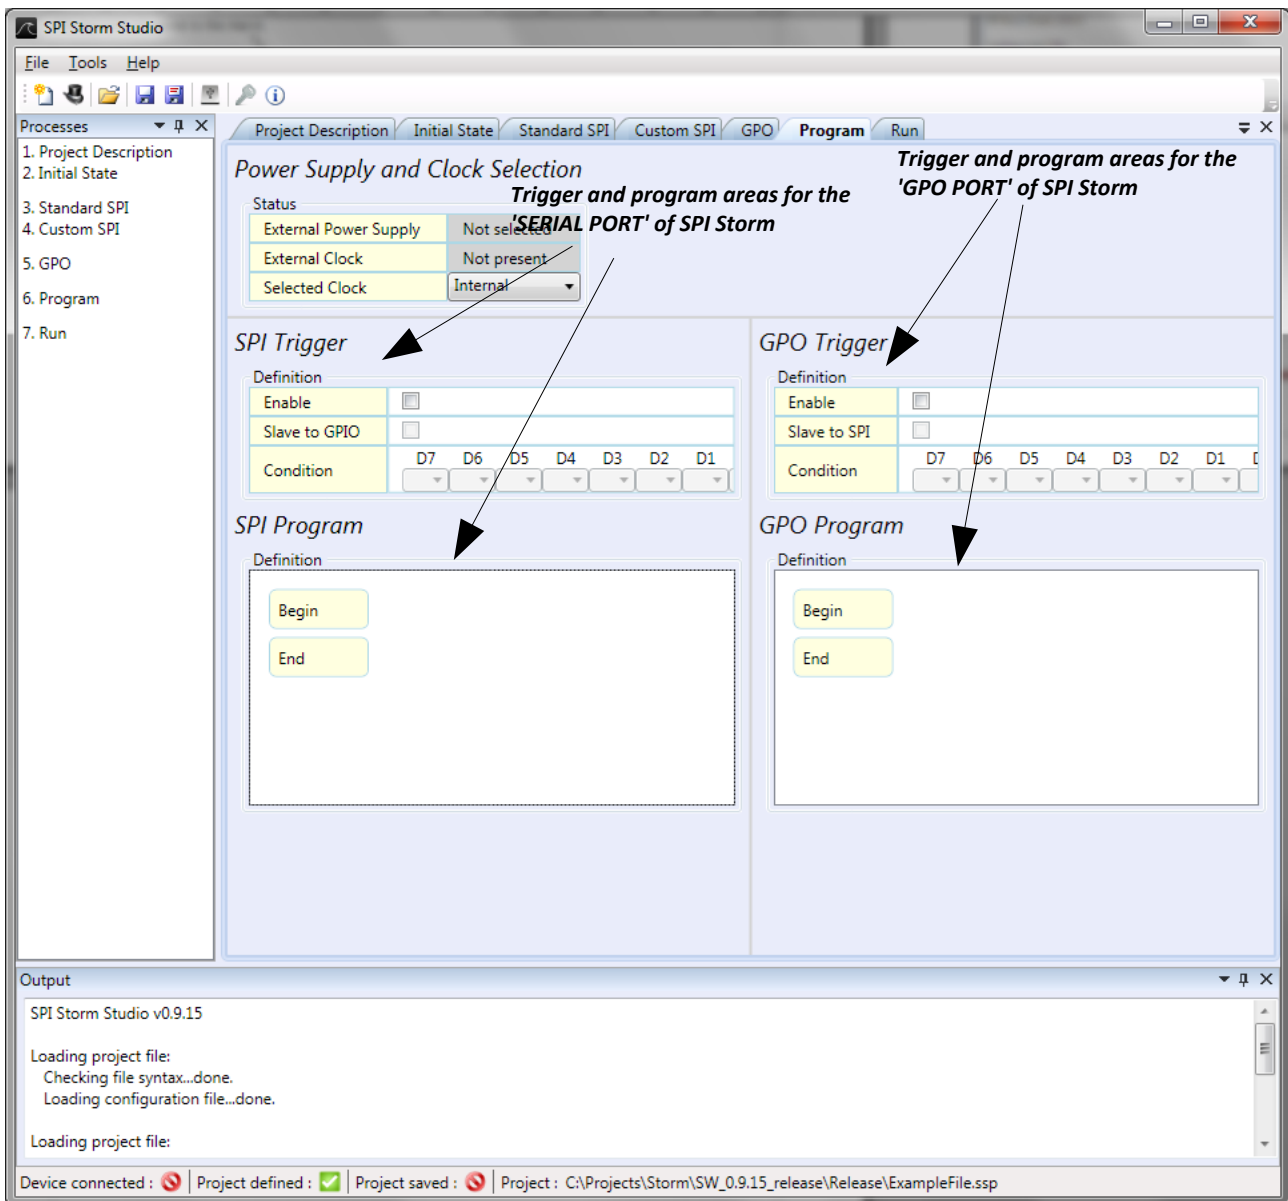 SPI Storm Studio
File Tools Help
Processes
1. Project Description
2. Initial State
3. Standard SPI
4. Custom SPI
5. GPO
6. Program
7. Run
Project Description Initial State Standard SPI Custom SPI GPO Program Run
Power Supply and Clock Selection
Trigger and program areas for the
'SERIAL PORT' of SPI Storm
Trigger and program areas for the
'GPO PORT' of SPI Storm
Status
External Power Supply Not selected
External Clock Not present
Selected Clock Internal
SPI Trigger
Definition
Enable
Slave to GPIO
Condition D7 D6 D5 D4 D3 D2 D1
SPI Program
Definition
Begin
End
GPO Trigger
Definition
Enable
Slave to SPI
Condition D7 D6 D5 D4 D3 D2 D1
GPO Program
Definition
Begin
End
Output
SPI Storm Studio v0.9.15
Loading project file:
Checking file syntax...done.
Loading configuration file...done.
Loading project file:
Device connected : Project defined : Project saved : Project : C:\Projects\Storm\SW_0.9.15_release\Release\ExampleFile.ssp